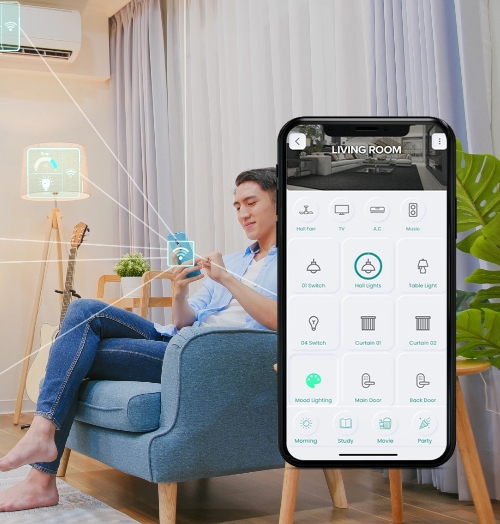 LIVING ROOM
Hall Fan TV A.C Music
01 Switch Hall Lights Table Light
04 Switch Curtain 01 Curtain 02
Mood Lighting Main Door Back Door
Morning Study Movie Party